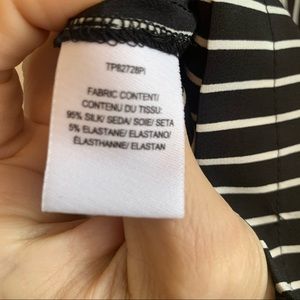 TP82728PI
FABRIC CONTENT/
CONTENU DU TISSU:
95% SILK/ SEDA/ SOIE/ SETA
5% ELASTANE/ ELASTANO/
ELASTHANNE/ ELASTAN